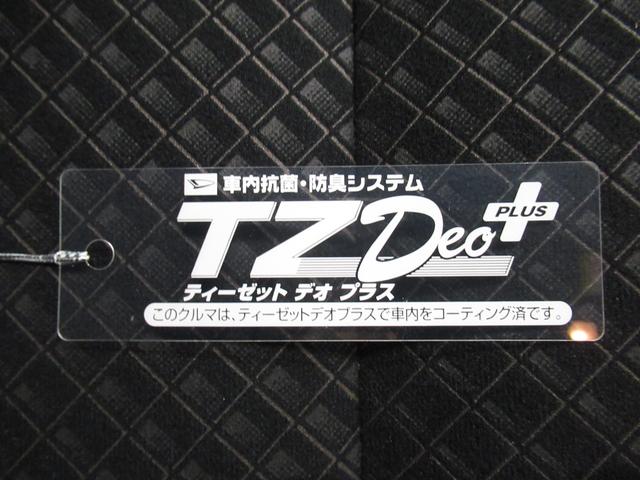 車内抗菌・防臭システム
TZ Deo PLUS
ティーゼット デオ プラス
このクルマは、ティーゼットデオプラスで車内をコーティング済です。